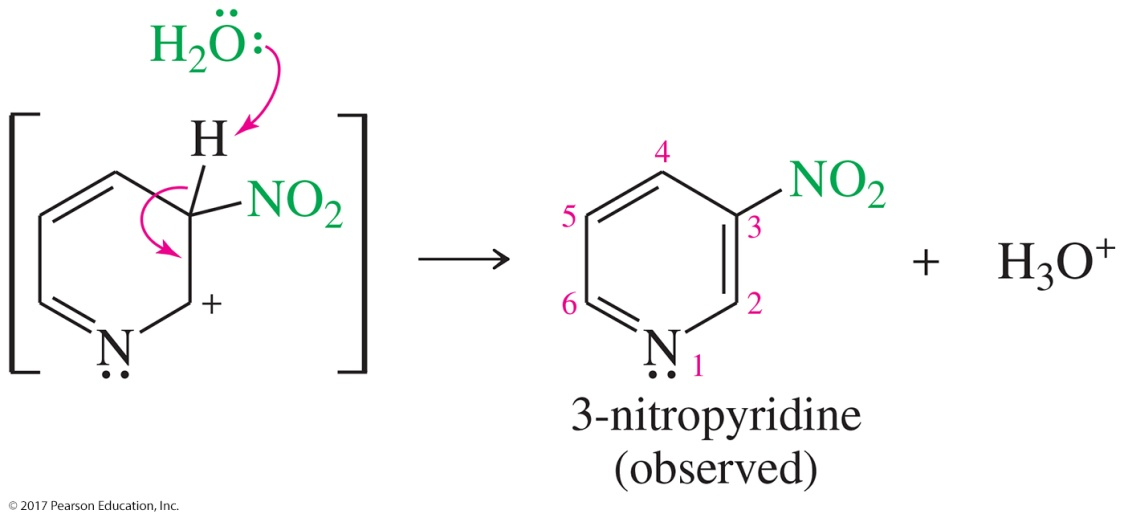 H₂Ö:
H
NO₂
+
N̤
4
NO₂
5
3
+
H₃O⁺
6
2
N̤
1
3-nitropyridine
(observed)
© 2017 Pearson Education, Inc.